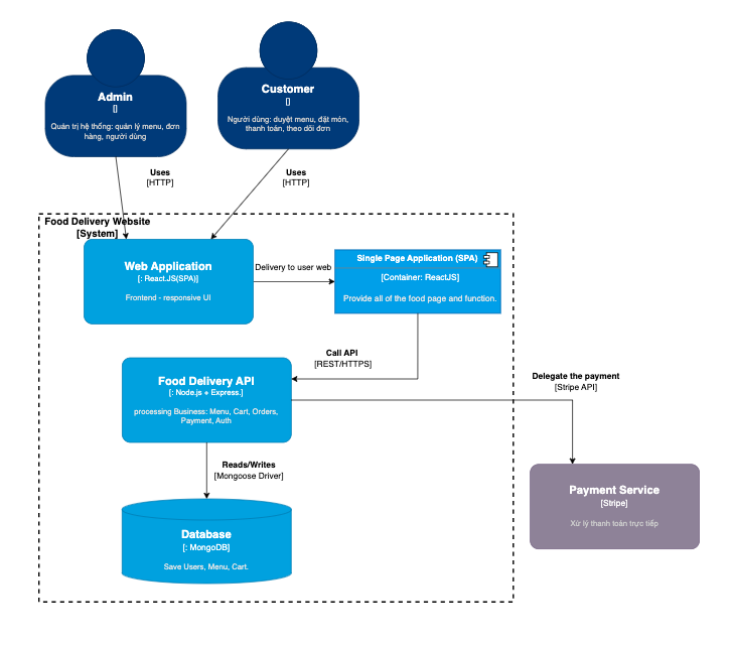 Admin
[]
Quản trị hệ thống: quản lý menu, đơn
hàng, người dùng
Customer
[]
Người dùng: duyệt menu, đặt món,
thanh toán, theo dõi đơn
Uses
[HTTP]
Uses
[HTTP]
Food Delivery Website
[System]
Web Application
[: React.JS(SPA)]
Frontend - responsive UI
Delivery to user web
Single Page Application (SPA)
[Container: ReactJS]
Provide all of the food page and function.
Call API
[REST/HTTPS]
Food Delivery API
[: Node.js + Express.]
processing Business: Menu, Cart, Orders,
Payment, Auth
Delegate the payment
[Stripe API]
Reads/Writes
[Mongoose Driver]
Payment Service
[Stripe]
Xử lý thanh toán trực tiếp
Database
[: MongoDB]
Save Users, Menu, Cart.